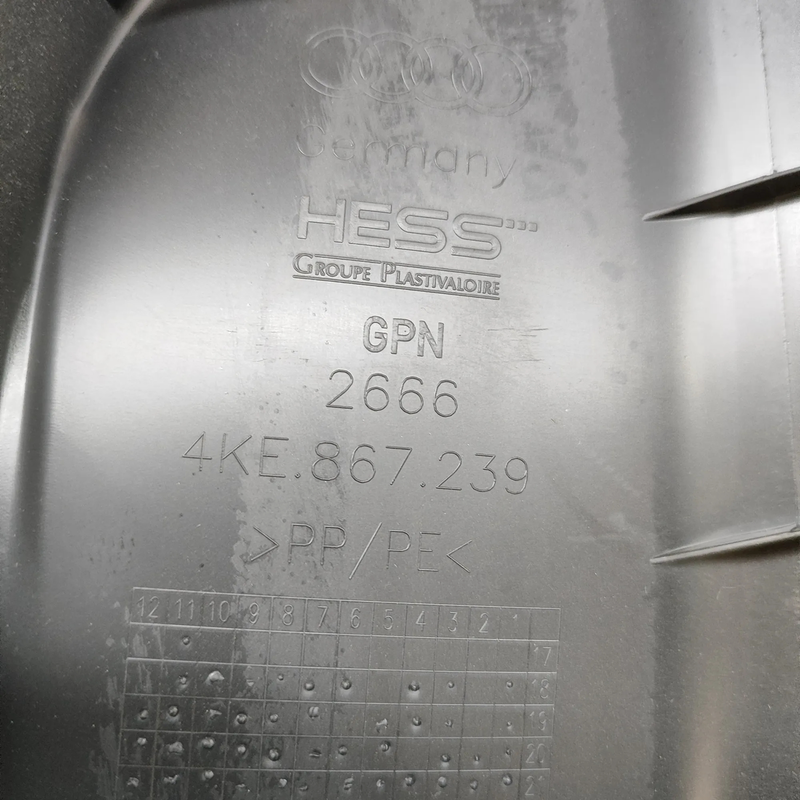 Germany
HESS
GROUPE PLASTIVALOIRE
GPN
2666
4KE.867.239
>PP/PE<
12 11 10 9 8 7 6 5 4 3 2 1
17
18
19
20
21